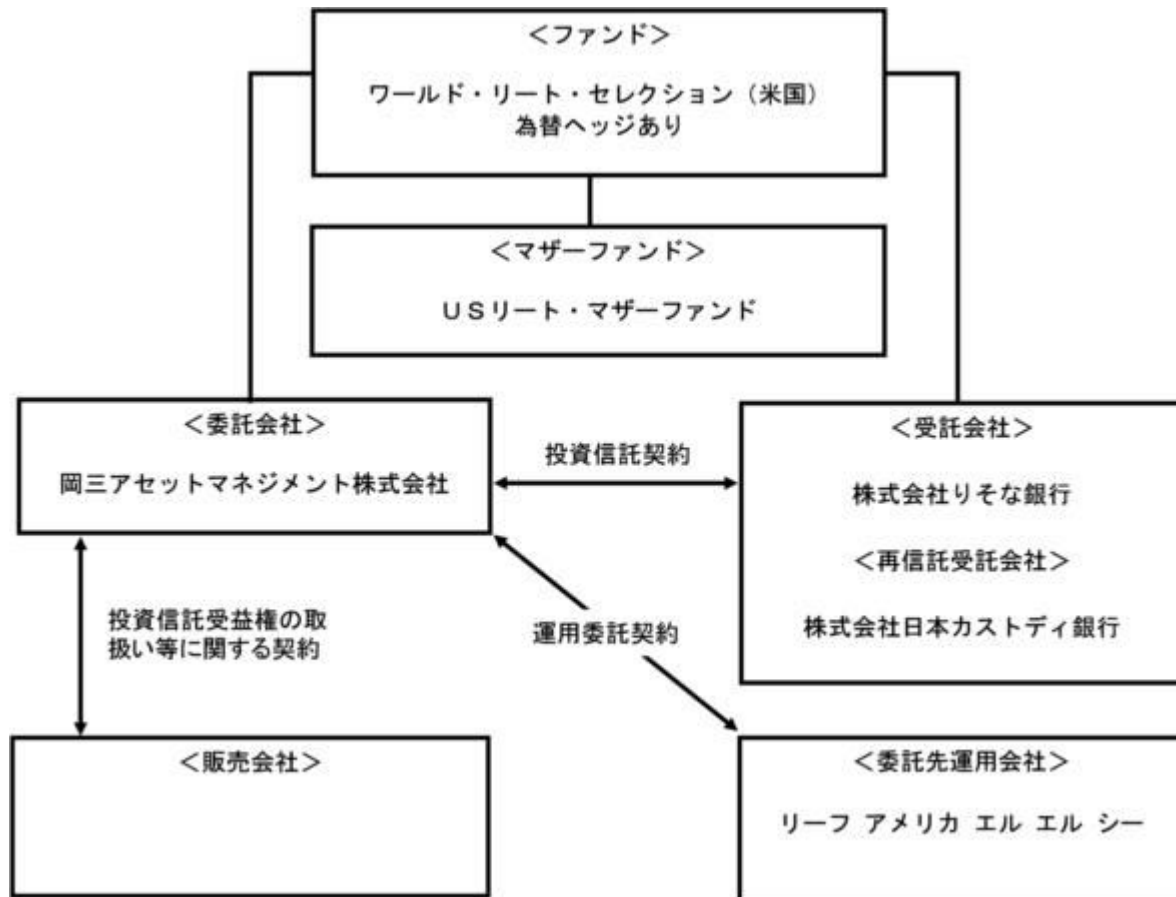 ＜ファンド＞
ワールド・リート・セレクション（米国）
為替ヘッジあり
＜マザーファンド＞
ＵＳリート・マザーファンド
＜委託会社＞
岡三アセットマネジメント株式会社
投資信託契約
＜受託会社＞
株式会社りそな銀行
＜再信託受託会社＞
株式会社日本カストディ銀行
投資信託受益権の取
扱い等に関する契約
運用委託契約
＜販売会社＞
＜委託先運用会社＞
リーフ アメリカ エル エル シー